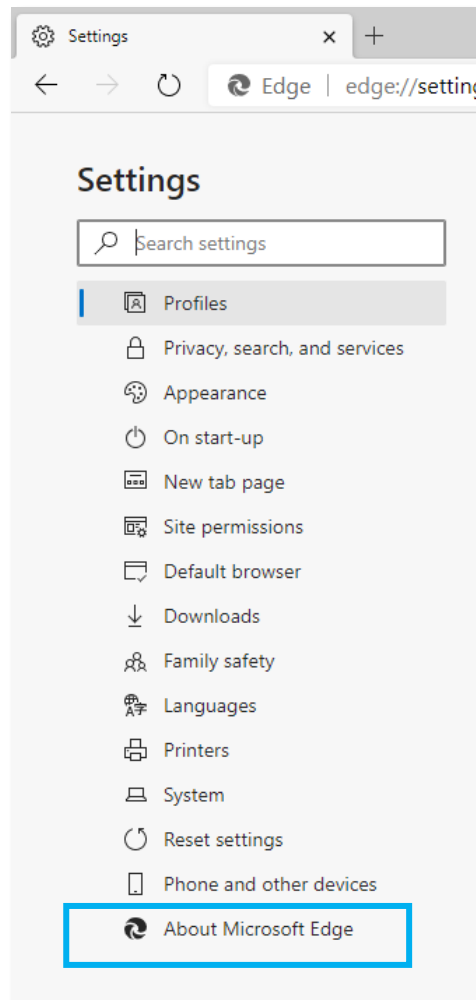 Settings
Edge | edge://setting
Settings
Search settings
Profiles
Privacy, search, and services
Appearance
On start-up
New tab page
Site permissions
Default browser
Downloads
Family safety
Languages
Printers
System
Reset settings
Phone and other devices
About Microsoft Edge